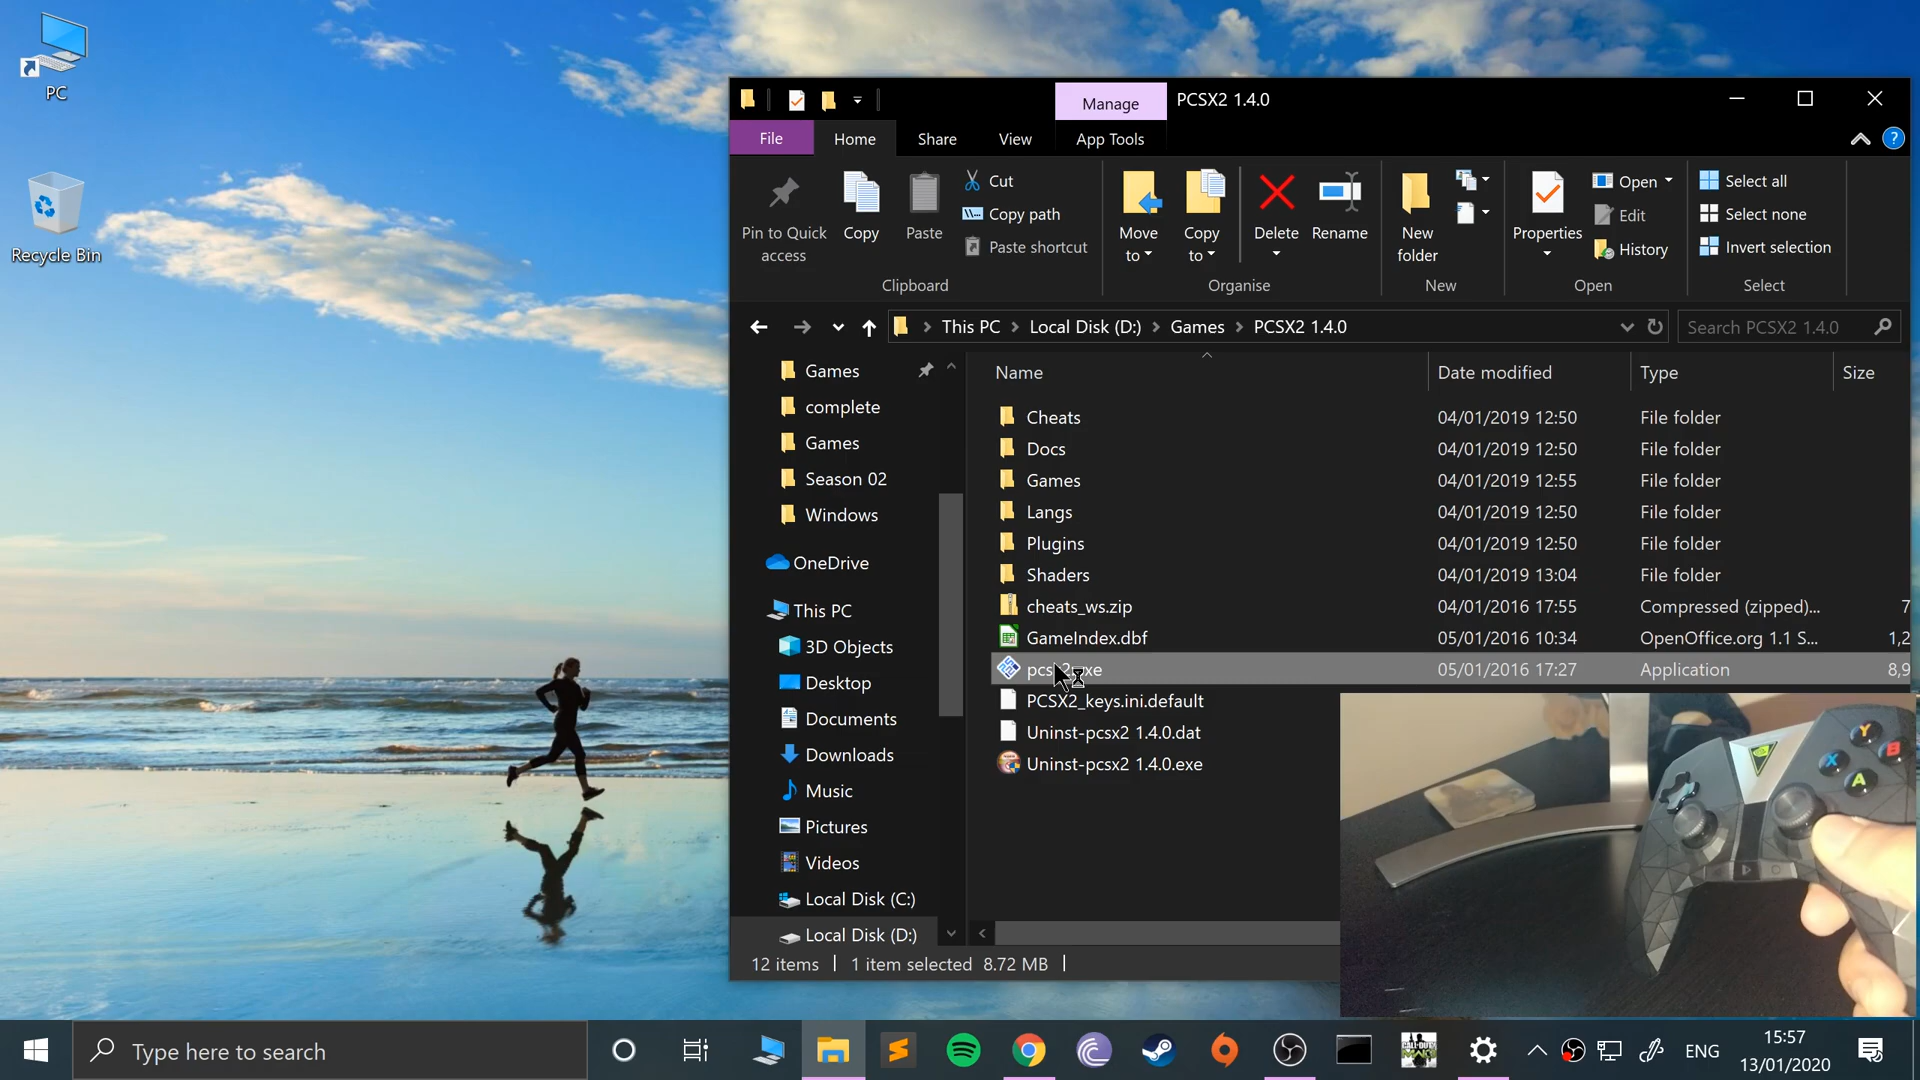 PC
Recycle Bin
Manage
PCSX2 1.4.0
File
Home
Share
View
App Tools
?
Pin to Quick
access
Copy
Paste
Cut
Copy path
Paste shortcut
Clipboard
Move
to
Copy
to
Delete
Rename
Organise
New
folder
New
Properties
Open
Edit
History
Open
Select all
Select none
Invert selection
Select
This PC
Local Disk (D:)
Games
PCSX2 1.4.0
Search PCSX2 1.4.0
Games
complete
Games
Season 02
Windows
OneDrive
This PC
3D Objects
Desktop
Documents
Downloads
Music
Pictures
Videos
Local Disk (C:)
Local Disk (D:)
Name
Date modified
Type
Size
Cheats 04/01/2019 12:50 File folder
Docs 04/01/2019 12:50 File folder
Games 04/01/2019 12:55 File folder
Langs 04/01/2019 12:50 File folder
Plugins 04/01/2019 12:50 File folder
Shaders 04/01/2019 13:04 File folder
cheats_ws.zip 04/01/2016 17:55 Compressed (zipped)... 7
GameIndex.dbf 05/01/2016 10:34 OpenOffice.org 1.1 S... 1,2
05/01/2016 17:27 Application 8,9
PCSX2_keys.ini.default
Uninst-pcsx2 1.4.0.dat
Uninst-pcsx2 1.4.0.exe
12 items
1 item selected 8.72 MB
Y
X
B
A
Type here to search
ENG
15:57
13/01/2020